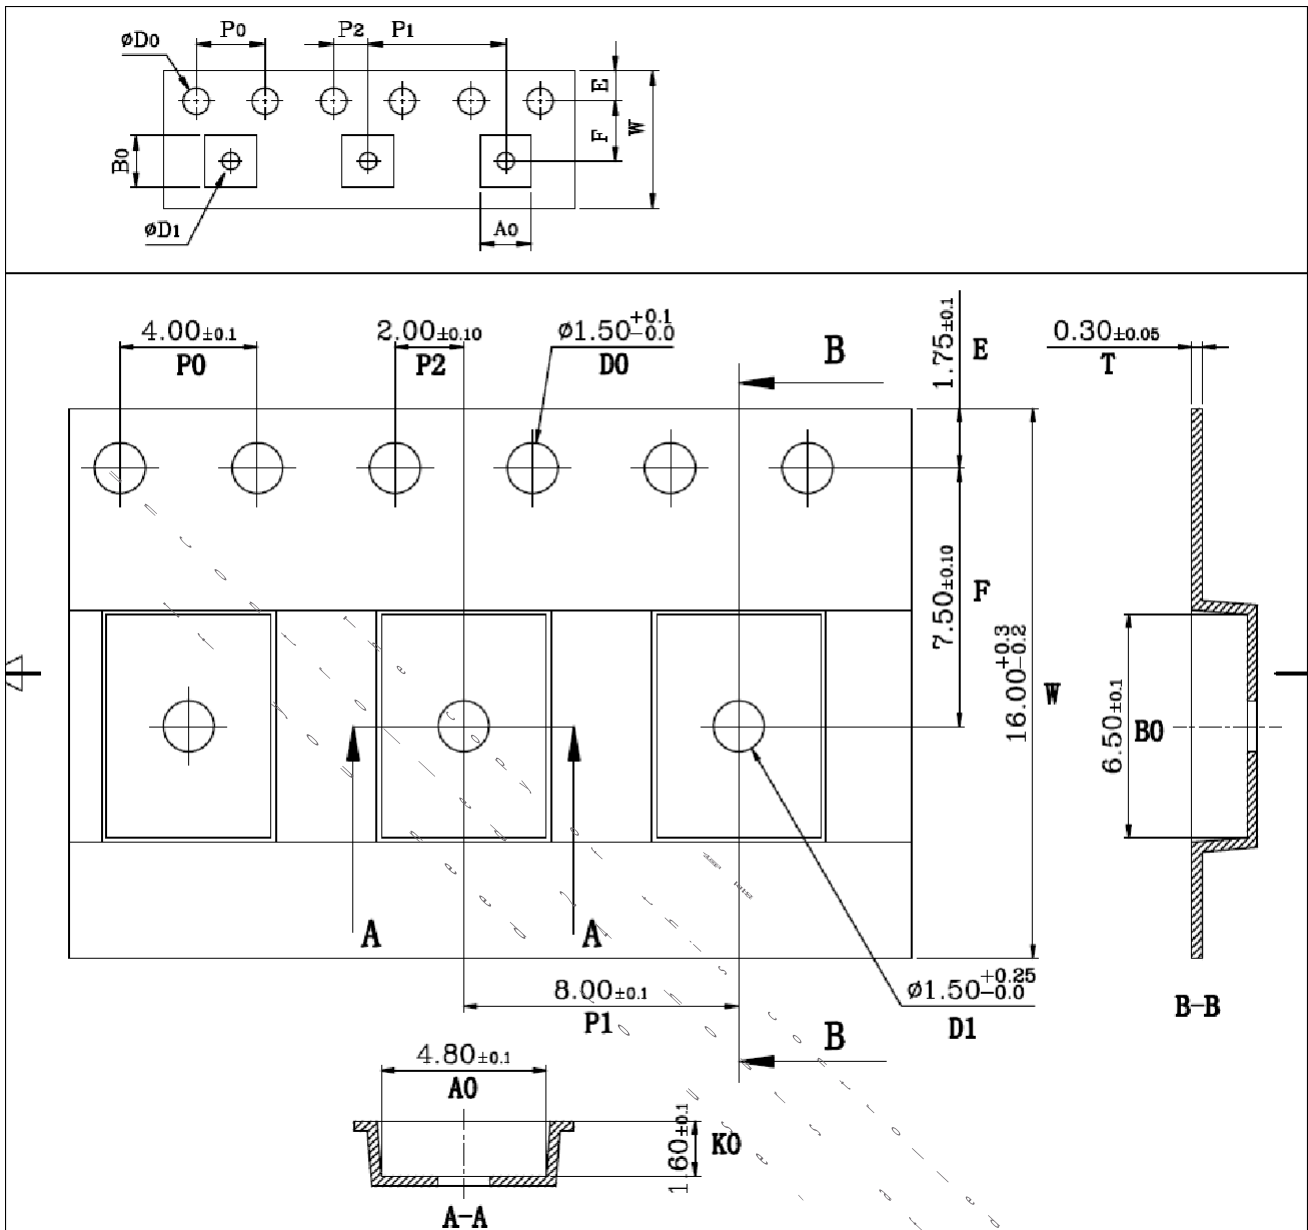 P0 P2 P1
øD0
E
F
W
B0
øD1
A0
4.00±0.1
P0
2.00±0.10
P2
ø1.50+0.1-0.0
D0
B
1.75±0.1
E
0.30±0.05
T
7.50±0.10
F
16.00+0.3-0.2
W
6.50±0.1
B0
A A
8.00±0.1
P1
ø1.50+0.25-0.0
D1
B-B
B
4.80±0.1
A0
1.60±0.1
K0
A-A